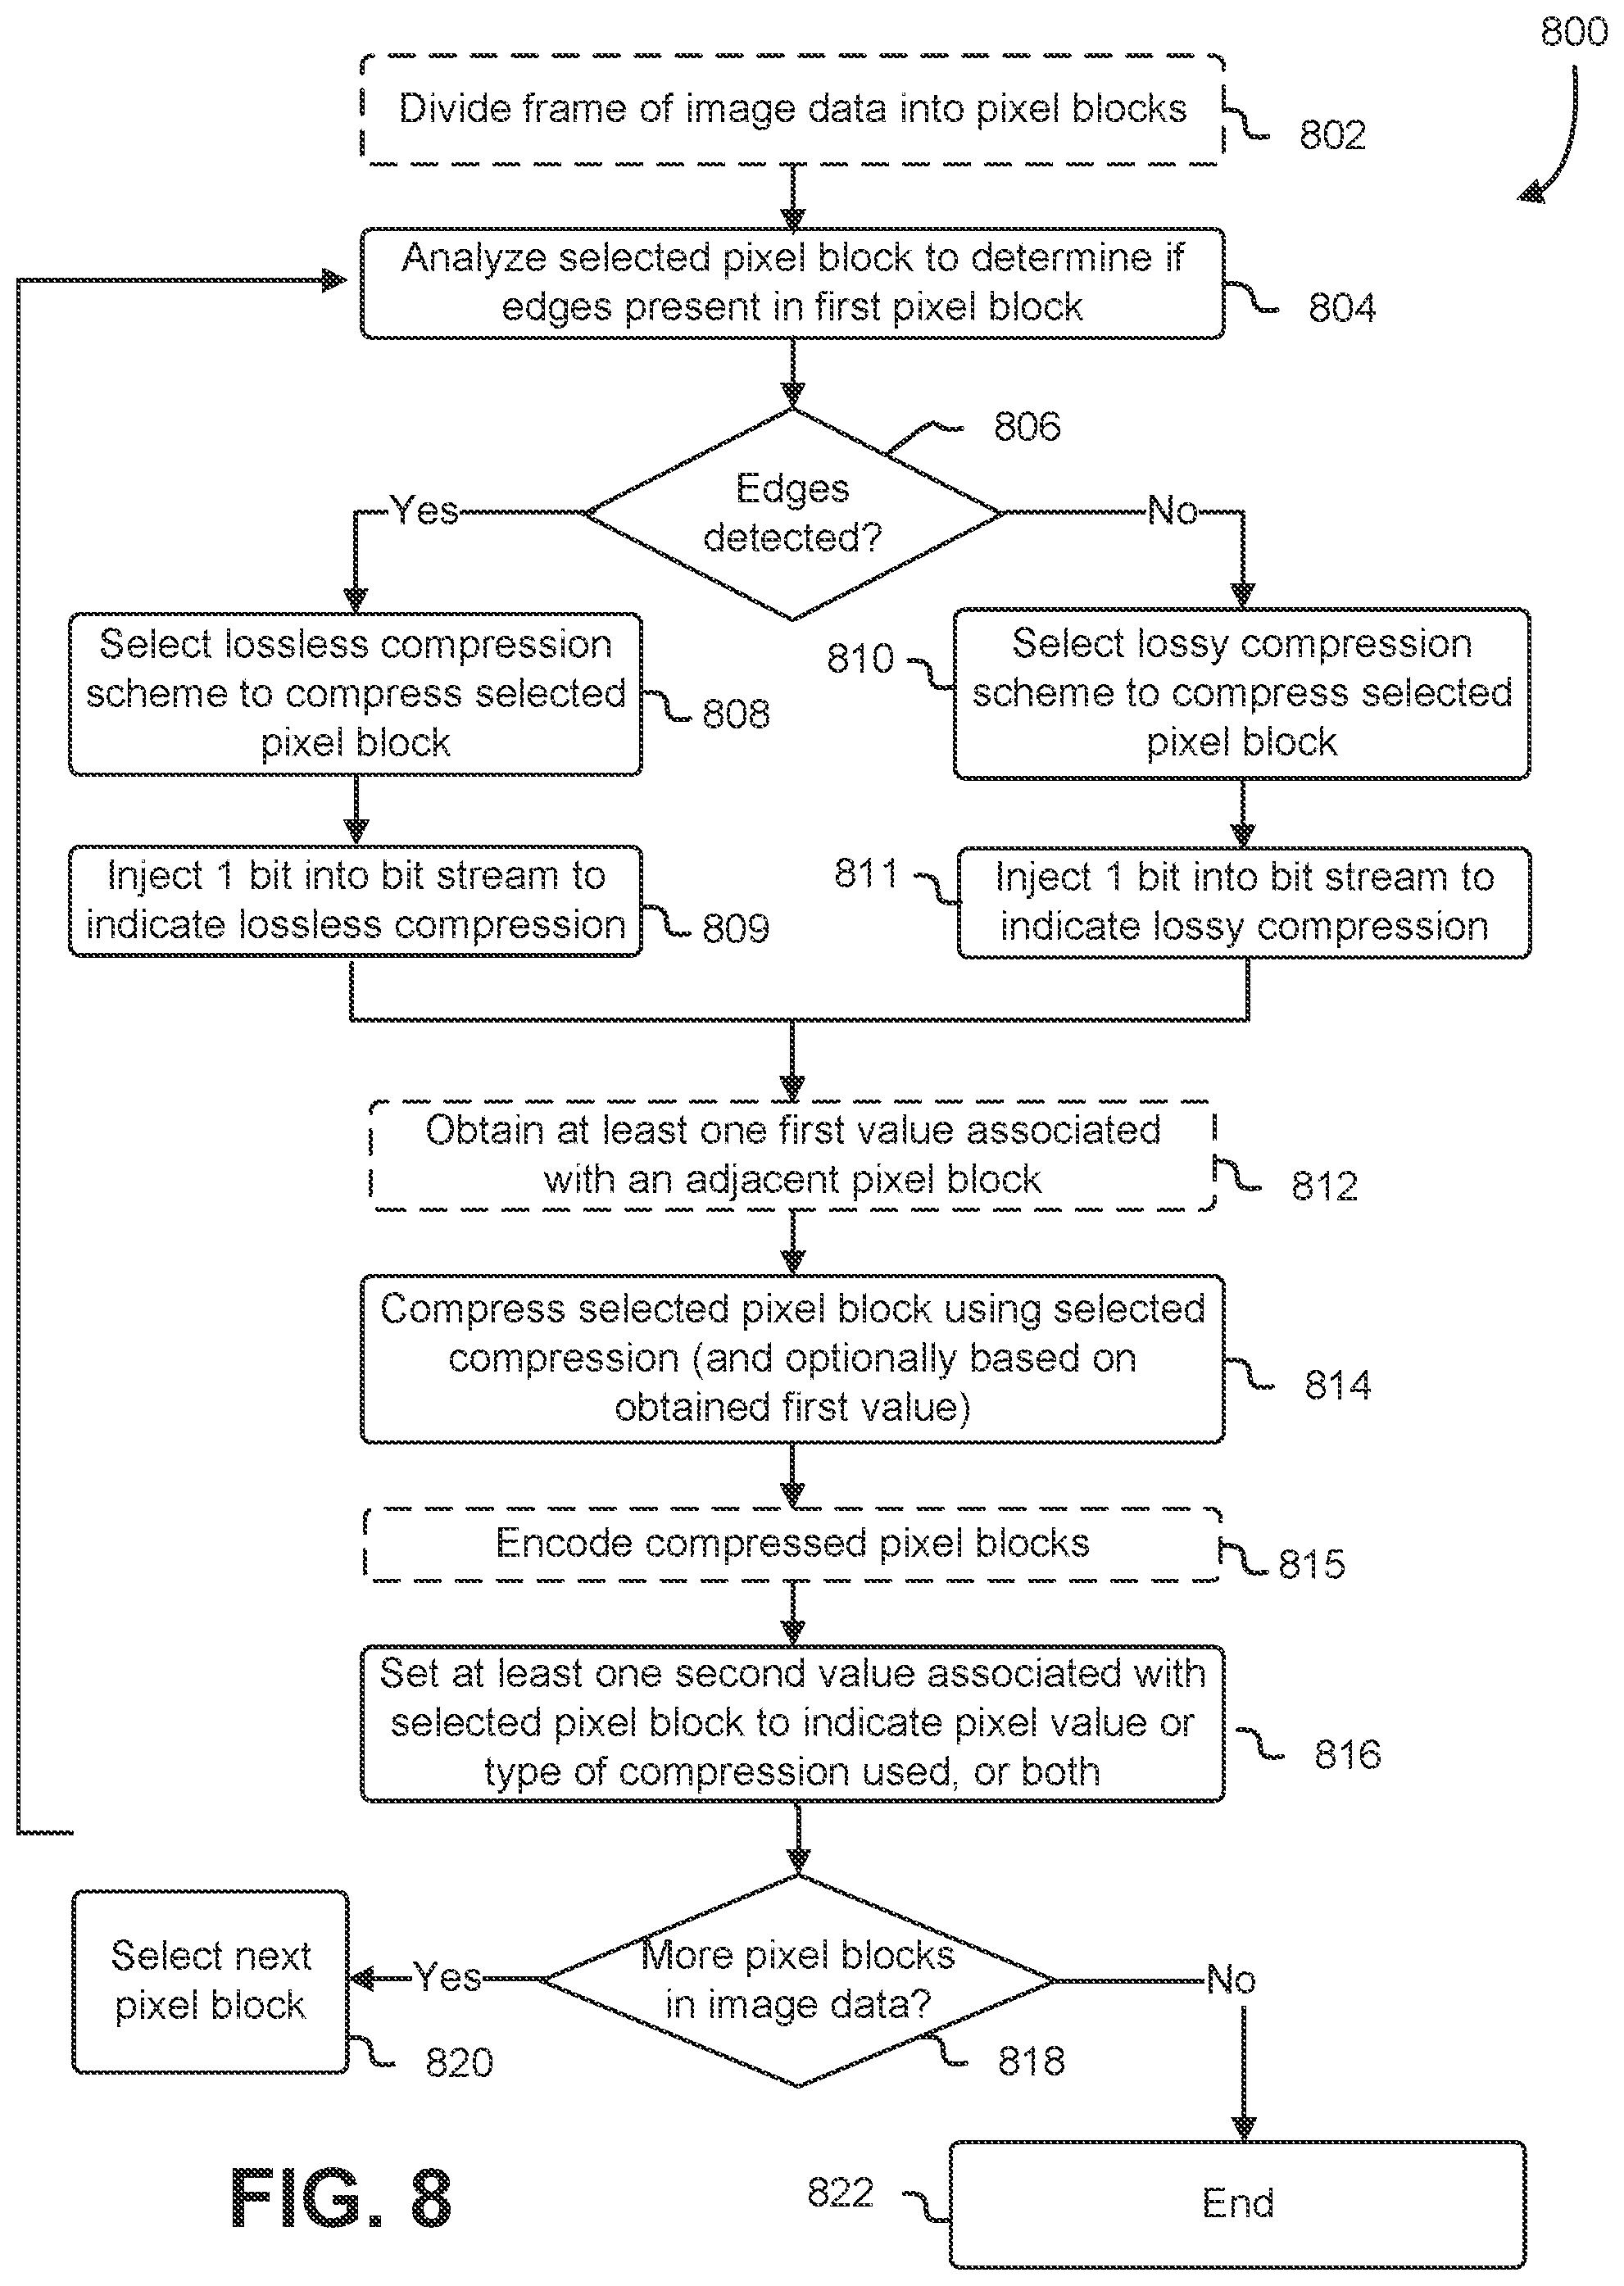 800
Divide frame of image data into pixel blocks
802
Analyze selected pixel block to determine if
edges present in first pixel block
804
806
Edges
detected?
Yes
No
Select lossless compression
scheme to compress selected
pixel block
808
810
Select lossy compression
scheme to compress selected
pixel block
Inject 1 bit into bit stream to
indicate lossless compression
809
811
Inject 1 bit into bit stream to
indicate lossy compression
Obtain at least one first value associated
with an adjacent pixel block
812
Compress selected pixel block using selected
compression (and optionally based on
obtained first value)
814
Encode compressed pixel blocks
815
Set at least one second value associated with
selected pixel block to indicate pixel value or
type of compression used, or both
816
More pixel blocks
in image data?
818
Yes
No
Select next
pixel block
820
822
End
FIG. 8